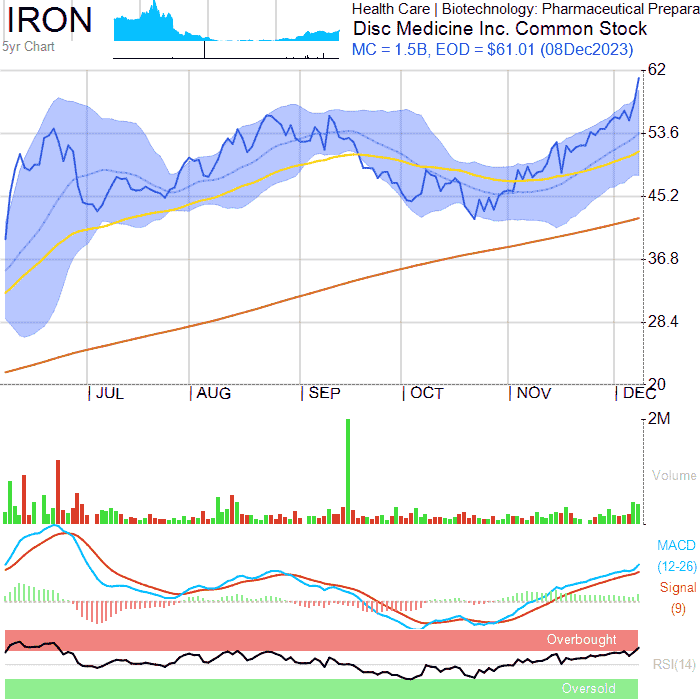 IRON
5yr Chart
Health Care | Biotechnology: Pharmaceutical Prepara
Disc Medicine Inc. Common Stock
MC = 1.5B, EOD = $61.01 (08Dec2023)
62
53.6
45.2
36.8
28.4
20
JUL AUG SEP OCT NOV DEC
2M
Volume
MACD
(12-26)
Signal
(9)
Overbought
RSI(14)
Oversold